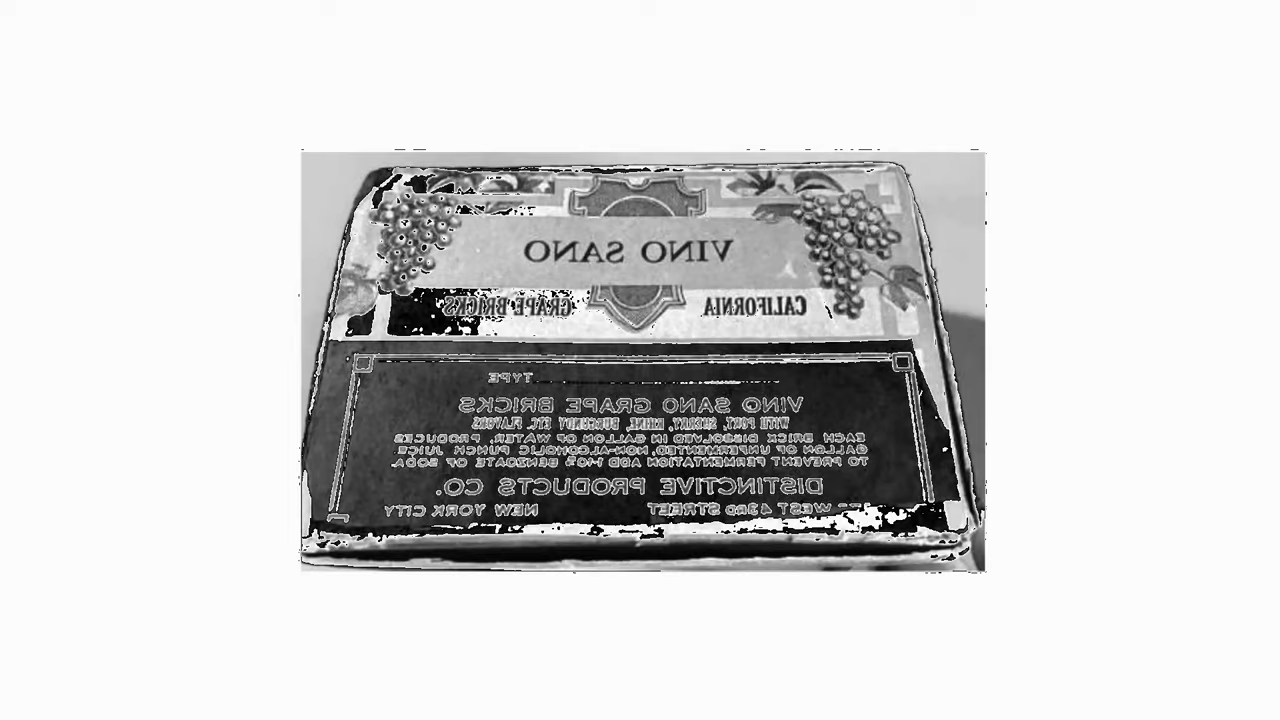 VINO SANO
CALIFORNIA GRAPE BRICKS
TYPE
VINO SANO GRAPE BRICKS
WITH PORT, SHERRY, RHINE, BURGUNDY ETC. FLAVORS
EACH BRICK DISSOLVED IN GALLON OF WATER, PRODUCES
GALLON OF UNFERMENTED, NON-ALCOHOLIC PUNCH JUICE
TO PREVENT FERMENTATION ADD BENZOATE OF SODA.
DISTINCTIVE PRODUCTS CO.
WEST 43RD STREET NEW YORK CITY